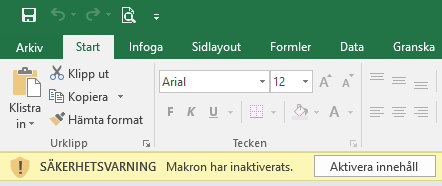 Arkiv Start Infoga Sidlayout Formler Data Granska
Klistra in
Klipp ut
Kopiera
Hämta format
Urklipp
Arial 12 A A
F K U A
Tecken
SÄKERHETSVARNING Makron har inaktiverats. Aktivera innehåll